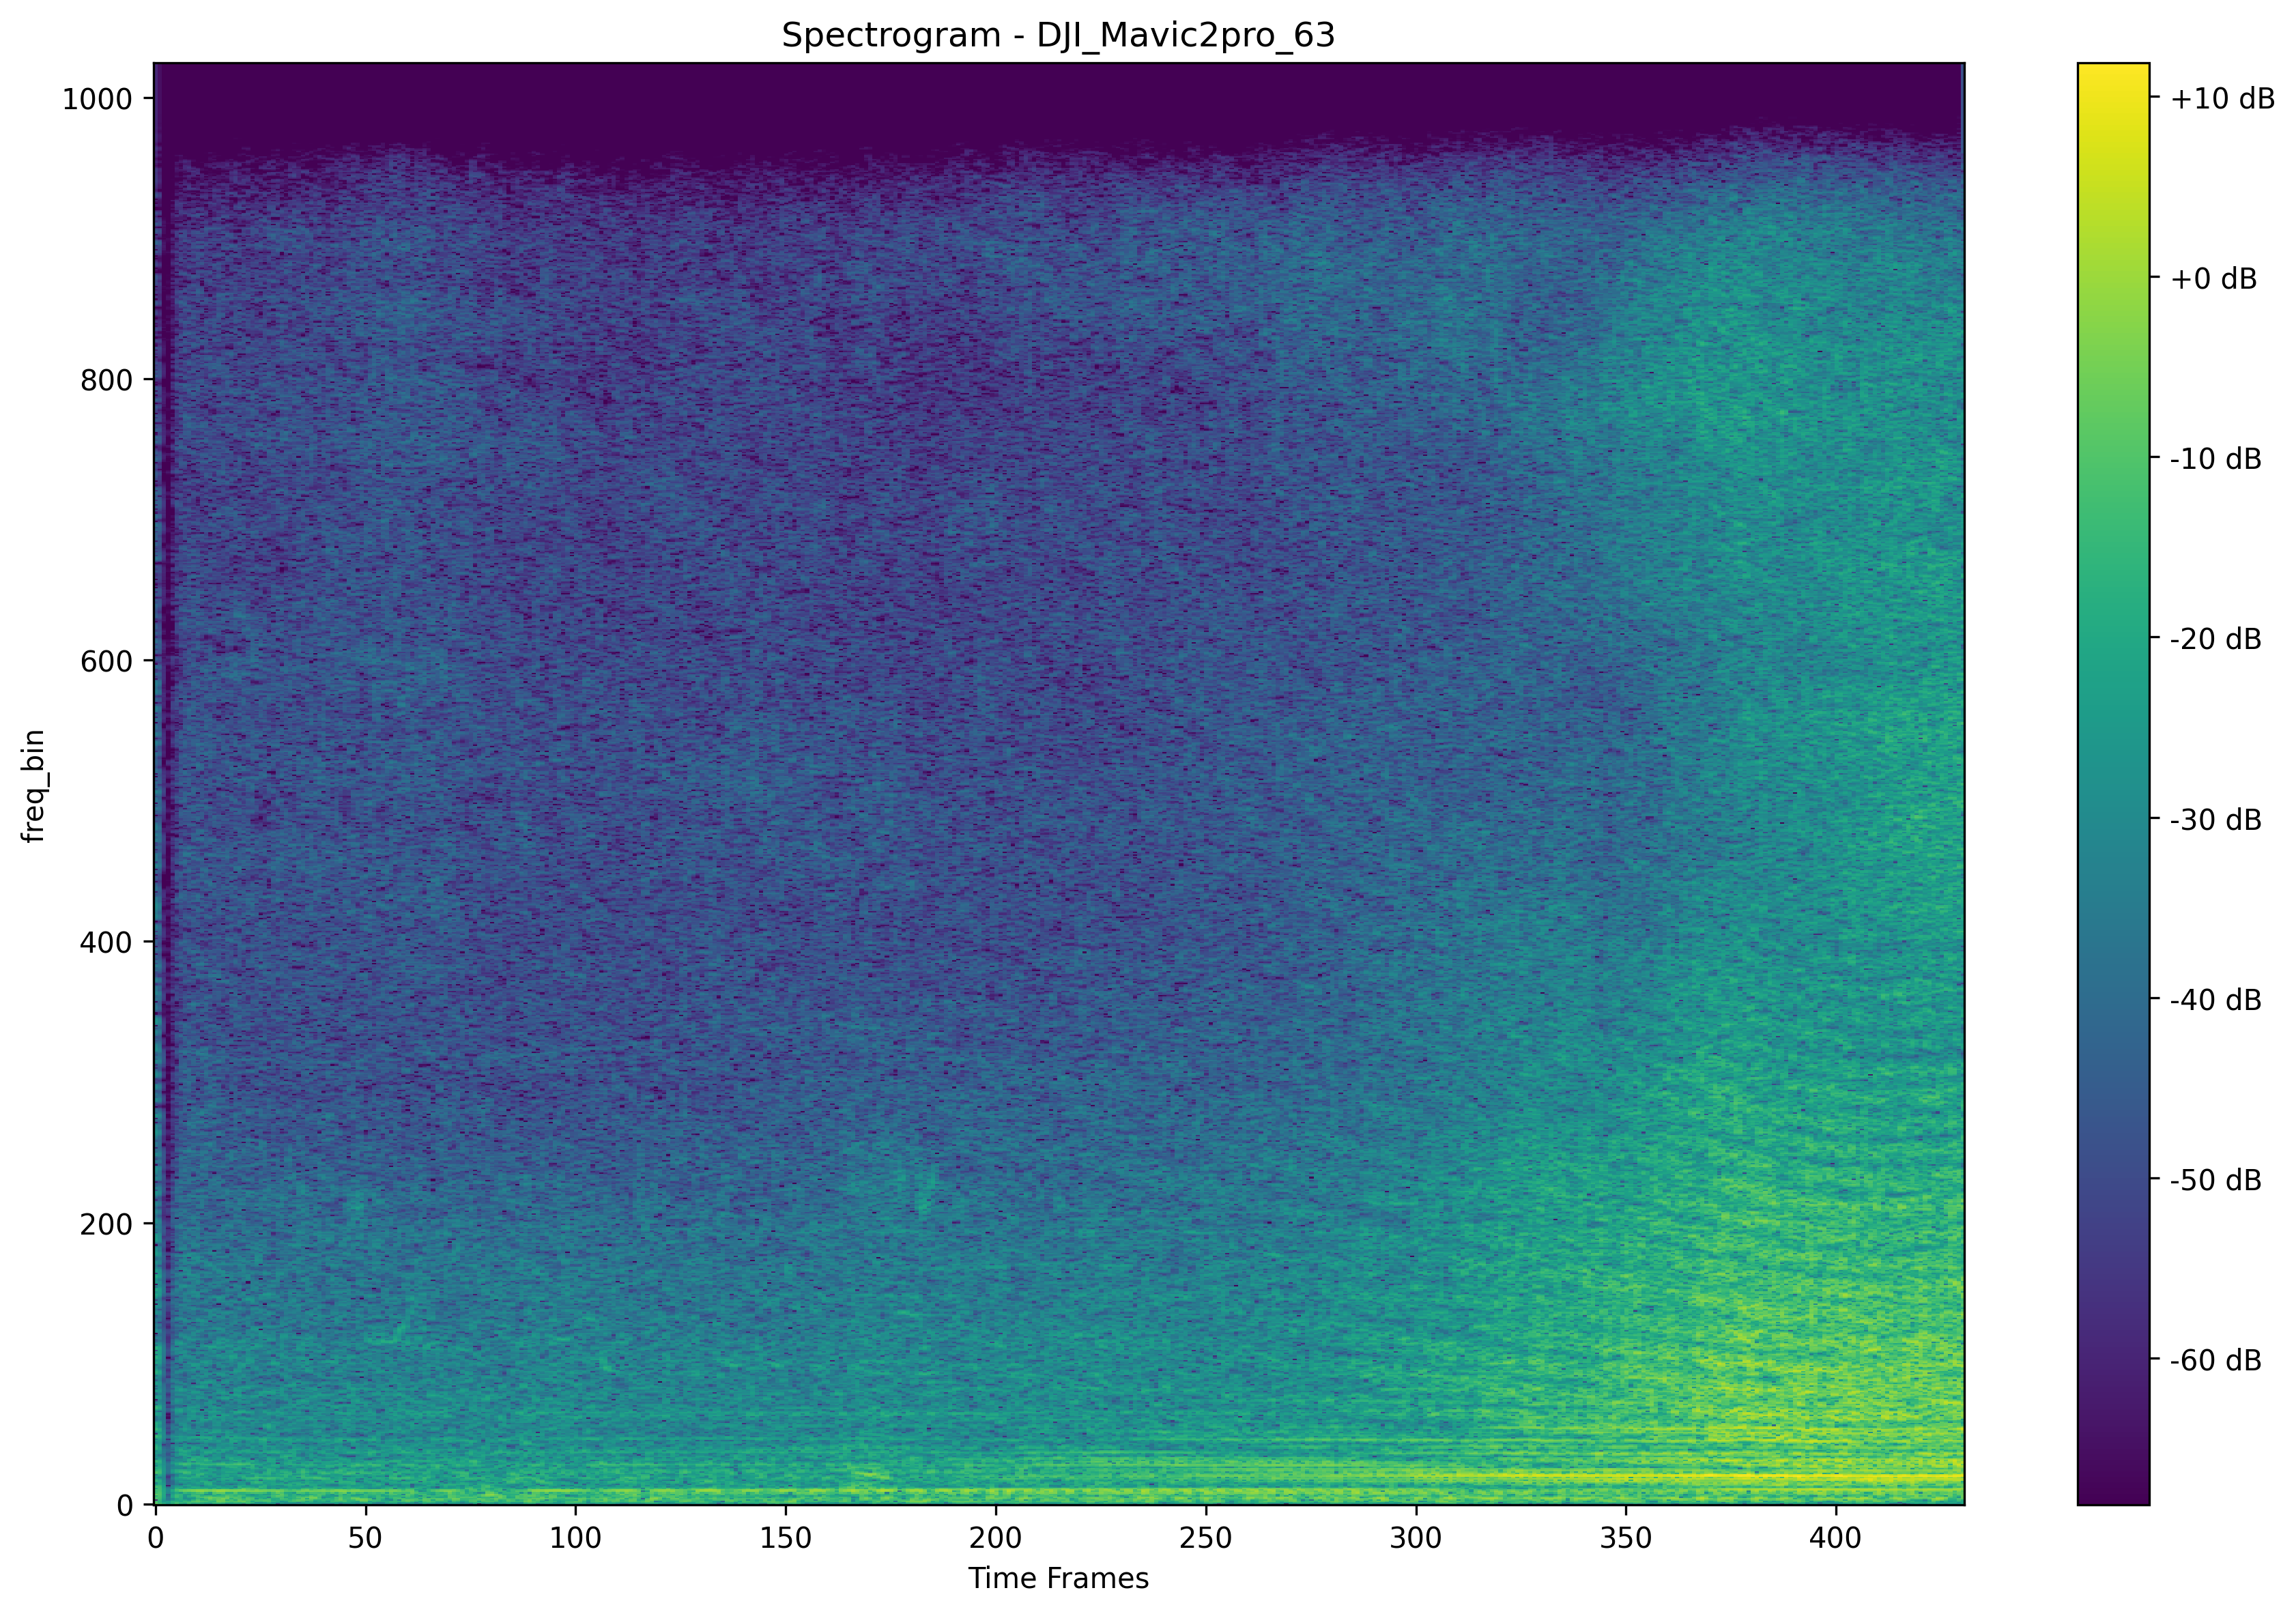 Spectrogram - DJI_Mavic2pro_63
1000
800
600
400
200
0
freq_bin
0 50 100 150 200 250 300 350 400
Time Frames
+10 dB
+0 dB
-10 dB
-20 dB
-30 dB
-40 dB
-50 dB
-60 dB